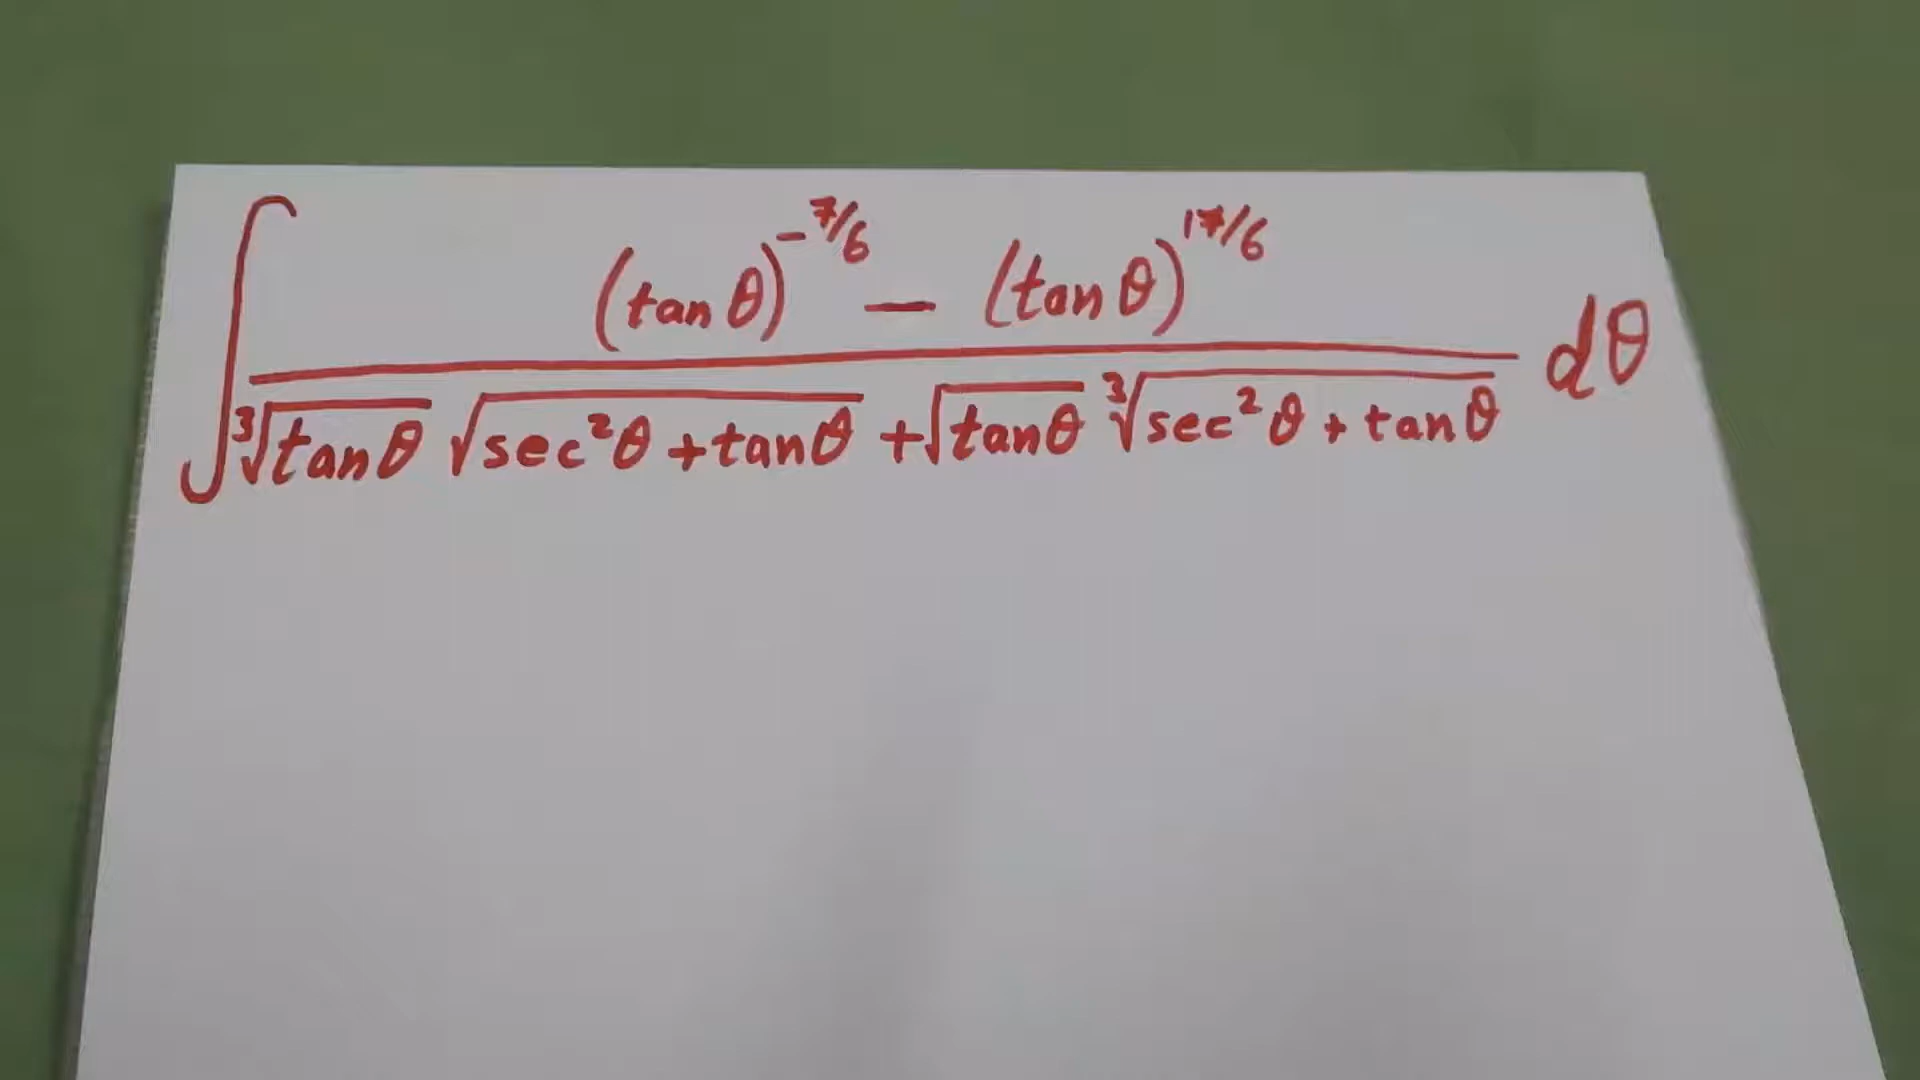 ∫ ((tan θ)^(-7/6) − (tan θ)^(17/6)) / (∛(tan θ) √(sec²θ + tan θ) + √(tan θ) ∛(sec²θ + tan θ)) dθ